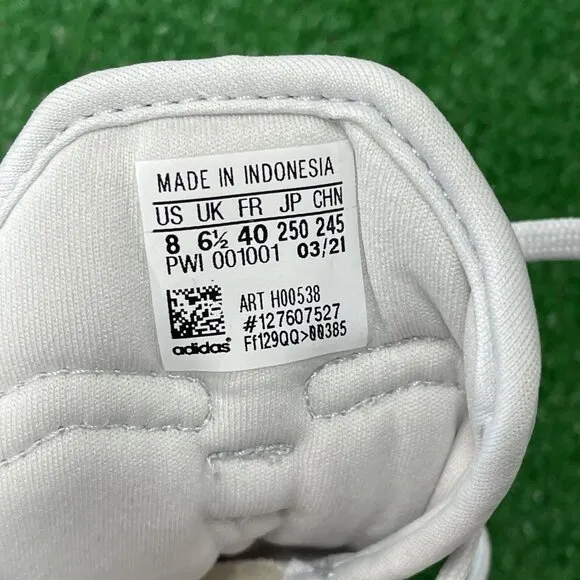 MADE IN INDONESIA
US UK FR JP CHN
8 6½ 40 250 245
PWI 001001 03/21
ART H00538
#127607527
Ff129QQ>00385
adidas